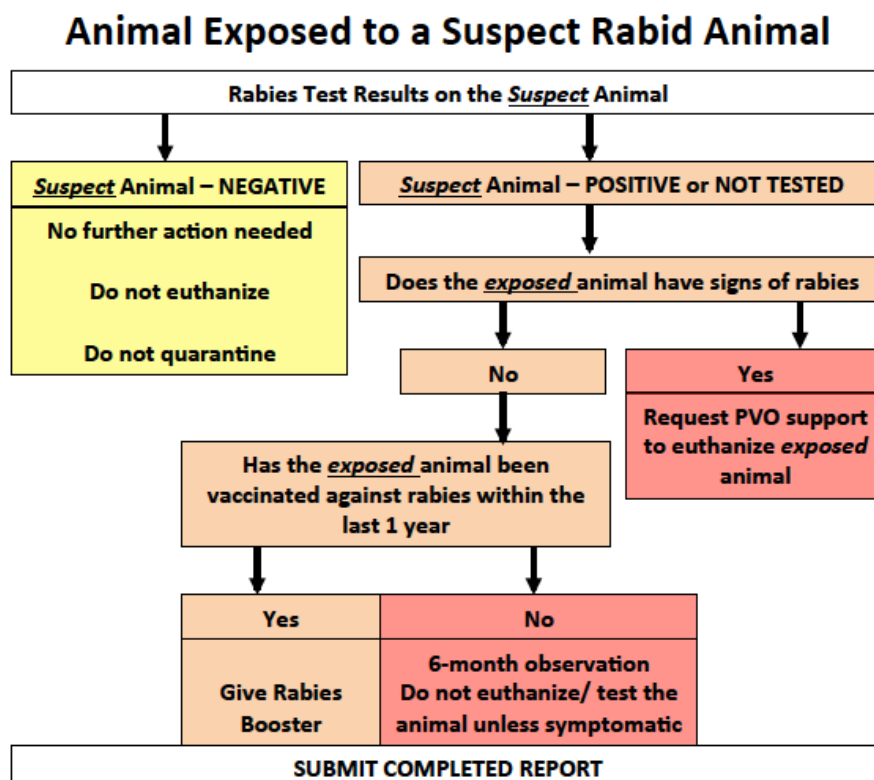 Animal Exposed to a Suspect Rabid Animal
Rabies Test Results on the Suspect Animal
Suspect Animal – NEGATIVE
No further action needed
Do not euthanize
Do not quarantine
Suspect Animal – POSITIVE or NOT TESTED
Does the exposed animal have signs of rabies
No
Yes
Request PVO support
to euthanize exposed
animal
Has the exposed animal been
vaccinated against rabies within the
last 1 year
Yes
Give Rabies
Booster
No
6-month observation
Do not euthanize/ test the
animal unless symptomatic
SUBMIT COMPLETED REPORT